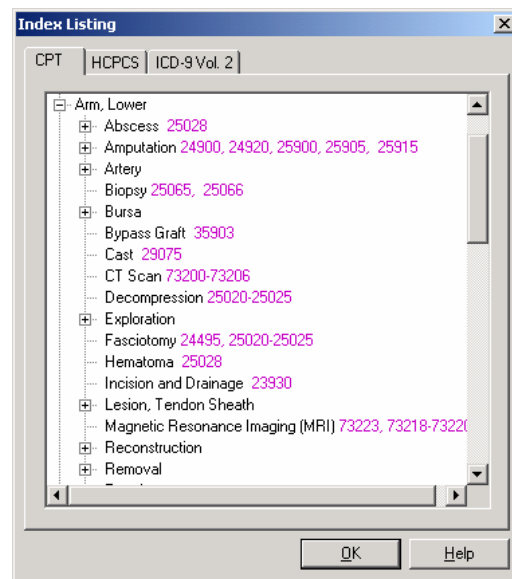 Index Listing
CPT HCPCS ICD-9 Vol. 2
Arm, Lower
Abscess 25028
Amputation 24900, 24920, 25900, 25905, 25915
Artery
Biopsy 25065, 25066
Bursa
Bypass Graft 35903
Cast 29075
CT Scan 73200-73206
Decompression 25020-25025
Exploration
Fasciotomy 24495, 25020-25025
Hematoma 25028
Incision and Drainage 23930
Lesion, Tendon Sheath
Magnetic Resonance Imaging (MRI) 73223, 73218-73220
Reconstruction
Removal
OK Help